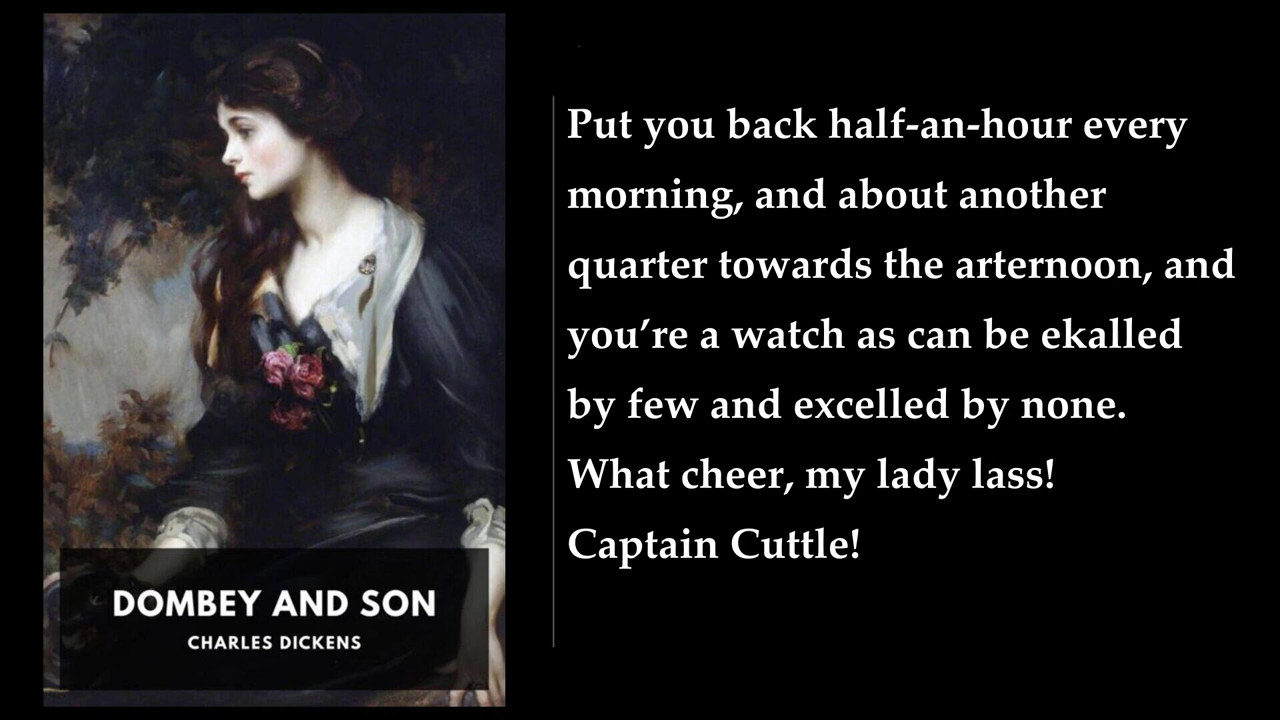 DOMBEY AND SON
CHARLES DICKENS
Put you back half-an-hour every
morning, and about another
quarter towards the arternoon, and
you’re a watch as can be ekalled
by few and excelled by none.
What cheer, my lady lass!
Captain Cuttle!